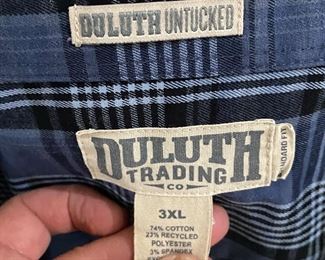 DULUTH UNTUCKED
DULUTH
TRADING
CO
3XL
74% COTTON
23% RECYCLED
POLYESTER
3% SPANDEX